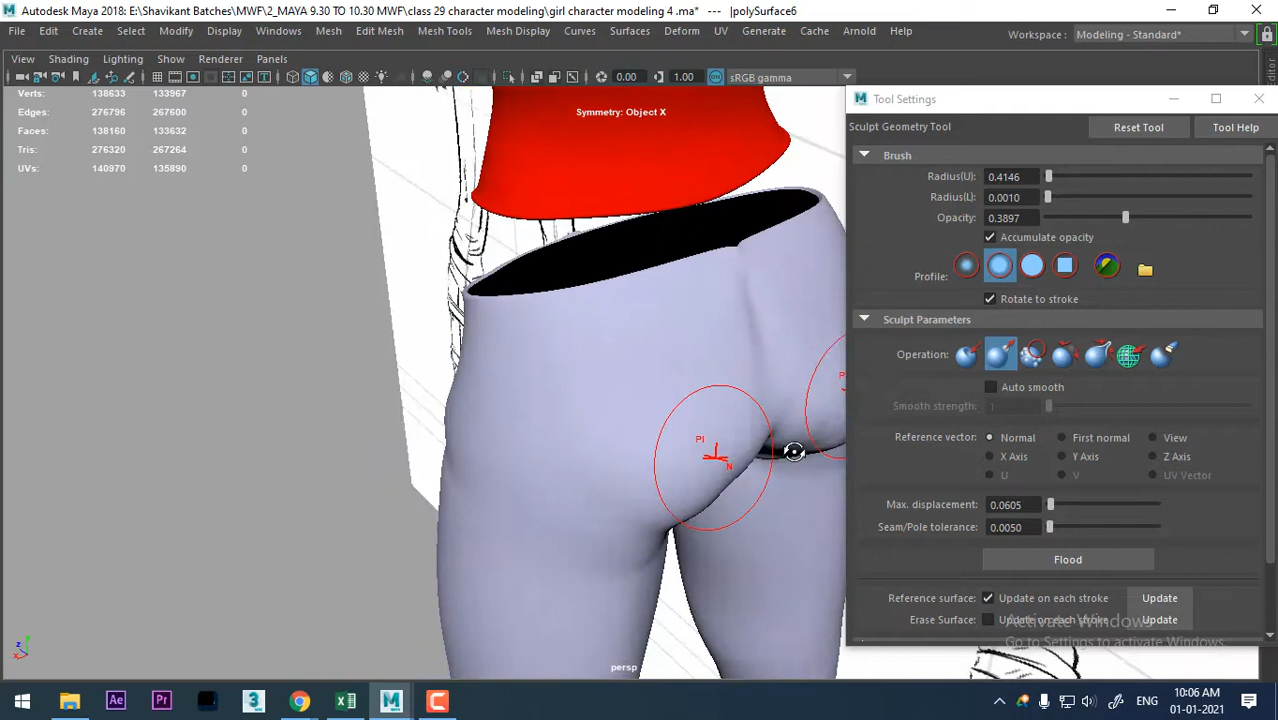 Autodesk Maya 2018: E:\Shavikant Batches\MWF\2_MAYA 9.30 TO 10.30 MWF\class 29 character modeling\girl character modeling 4 .ma* --- |polySurface6
File Edit Create Select Modify Display Windows Mesh Edit Mesh Mesh Tools Mesh Display Curves Surfaces Deform UV Generate Cache Arnold Help
Workspace : Modeling - Standard*
View Shading Lighting Show Renderer Panels
0.00 1.00 ON sRGB gamma
Editor
Verts: 138633 133967 0
Edges: 276796 267600 0
Faces: 138160 133632 0
Tris: 276320 267264 0
UVs: 140970 135890 0
Symmetry: Object X
Tool Settings
Sculpt Geometry Tool Reset Tool Tool Help
Brush
Radius(U): 0.4146
Radius(L): 0.0010
Opacity: 0.3897
Accumulate opacity
Profile:
Rotate to stroke
Sculpt Parameters
Operation:
Auto smooth
Smooth strength: 1
Reference vector: Normal First normal View
X Axis Y Axis Z Axis
U V UV Vector
Max. displacement: 0.0605
Seam/Pole tolerance: 0.0050
Flood
Reference surface: Update on each stroke Update
Erase Surface: Update on each stroke Update
Activate Windows
Go to Settings to activate Windows.
Pl
N
z
x
persp
Ae Pr 3 M C
ENG
10:06 AM
01-01-2021